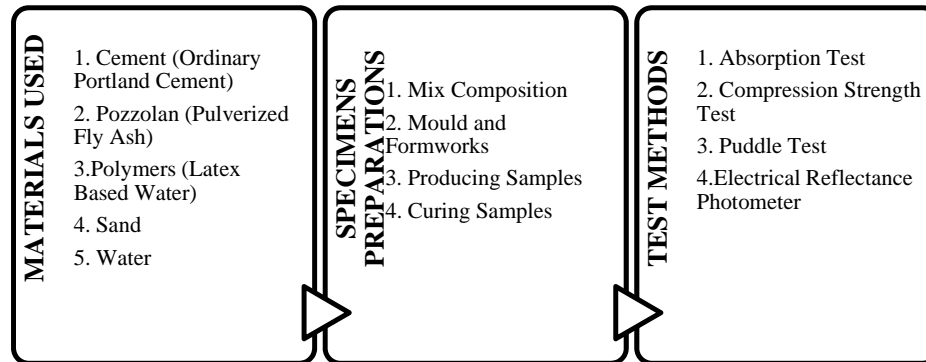 MATERIALS USED
1. Cement (Ordinary
Portland Cement)
2. Pozzolan (Pulverized
Fly Ash)
3.Polymers (Latex
Based Water)
4. Sand
5. Water
SPECIMENS
PREPARATIONS
1. Mix Composition
2. Mould and
Formworks
3. Producing Samples
4. Curing Samples
TEST METHODS
1. Absorption Test
2. Compression Strength
Test
3. Puddle Test
4.Electrical Reflectance
Photometer